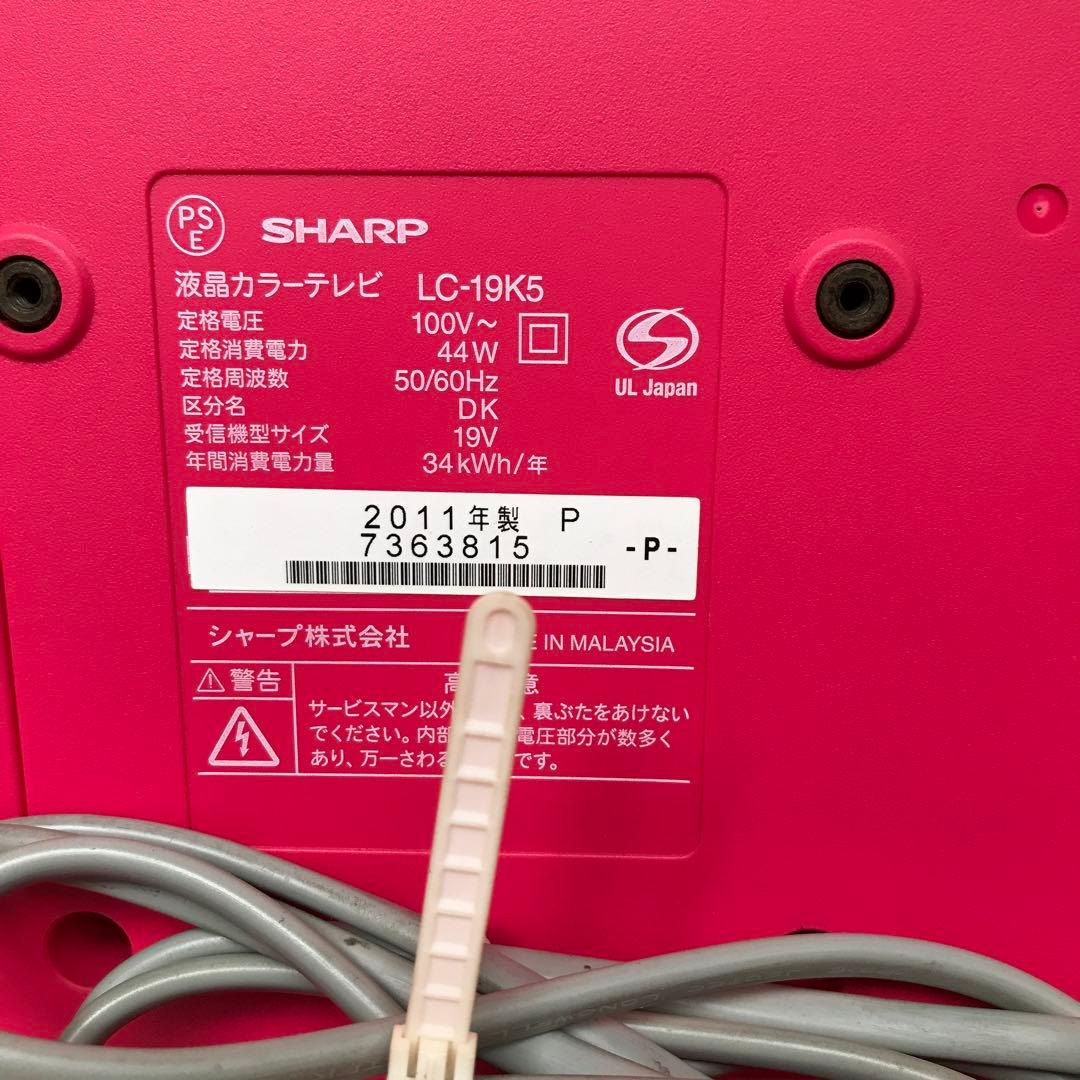 PSE
SHARP
液晶カラーテレビ LC-19K5
定格電圧 100V～
定格消費電力 44W
定格周波数 50/60Hz
区分名 DK
受信機型サイズ 19V
年間消費電力量 34kWh/年
UL Japan
2011年製 P
7363815 -P-
シャープ株式会社 IN MALAYSIA
⚠警告 高 意
サービスマン以外 、裏ぶたをあけない
でください。内部 電圧部分が数多く
あり、万一さわる です。